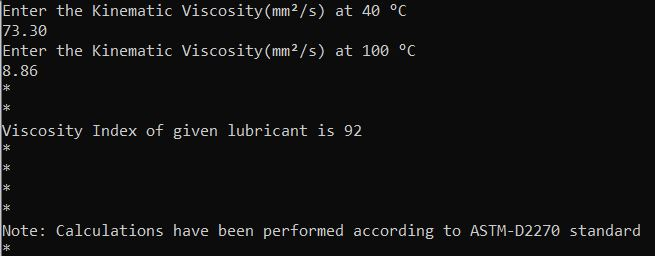 Enter the Kinematic Viscosity(mm²/s) at 40 °C
73.30
Enter the Kinematic Viscosity(mm²/s) at 100 °C
8.86
*
*
Viscosity Index of given lubricant is 92
*
*
*
*
Note: Calculations have been performed according to ASTM-D2270 standard
*